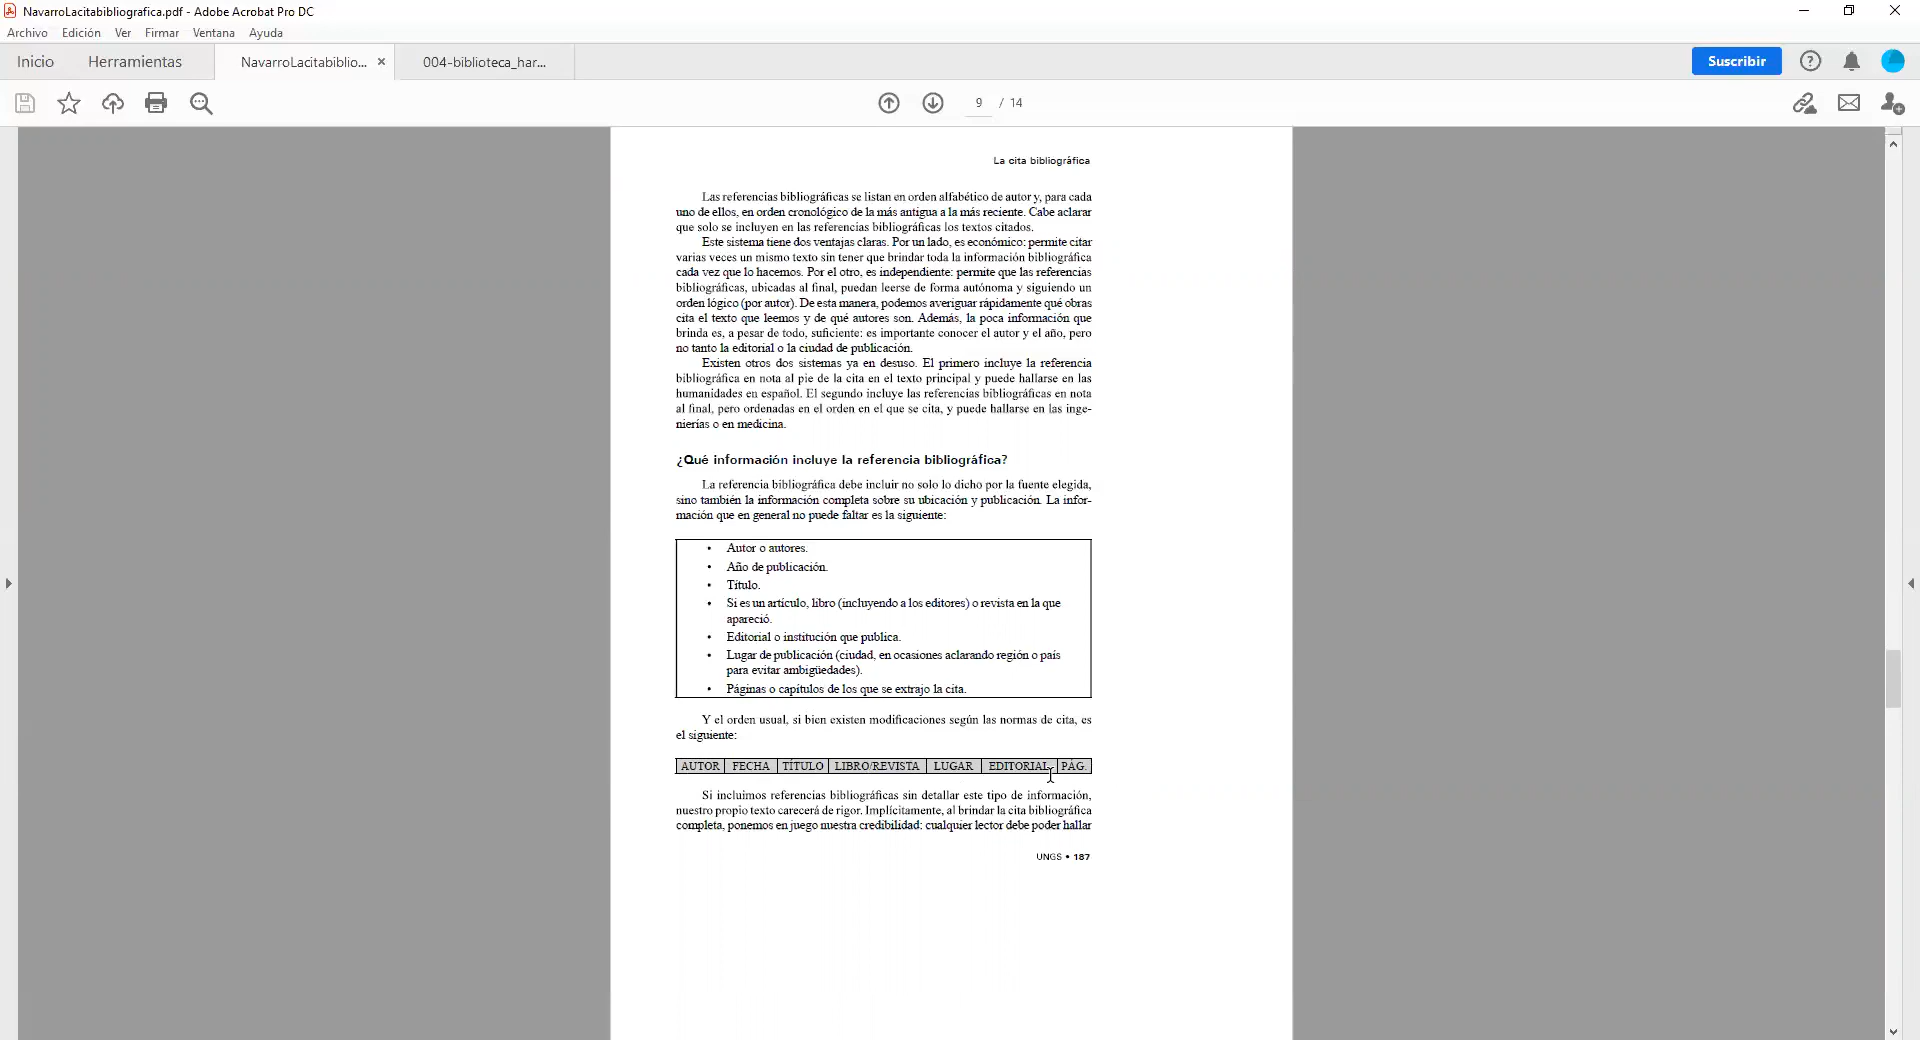 NavarroLacitabibliografica.pdf - Adobe Acrobat Pro DC
Archivo Edición Ver Firmar Ventana Ayuda
Inicio Herramientas NavarroLacitabiblio... × 004-biblioteca_har... Suscribir
9 / 14
La cita bibliográfica
Las referencias bibliográficas se listan en orden alfabético de autor y, para cada
uno de ellos, en orden cronológico de la más antigua a la más reciente. Cabe aclarar
que solo se incluyen en las referencias bibliográficas los textos citados.
Este sistema tiene dos ventajas claras. Por un lado, es económico: permite citar
varias veces un mismo texto sin tener que brindar toda la información bibliográfica
cada vez que lo hacemos. Por el otro, es independiente: permite que las referencias
bibliográficas, ubicadas al final, puedan leerse de forma autónoma y siguiendo un
orden lógico (por autor). De esta manera, podemos averiguar rápidamente qué obras
cita el texto que leemos y de qué autores son. Además, la poca información que
brinda es, a pesar de todo, suficiente: es importante conocer el autor y el año, pero
no tanto la editorial o la ciudad de publicación.
Existen otros dos sistemas ya en desuso. El primero incluye la referencia
bibliográfica en nota al pie de la cita en el texto principal y puede hallarse en las
humanidades en español. El segundo incluye las referencias bibliográficas en nota
al final, pero ordenadas en el orden en el que se cita, y puede hallarse en las inge-
nierías o en medicina.
¿Qué información incluye la referencia bibliográfica?
La referencia bibliográfica debe incluir no solo lo dicho por la fuente elegida,
sino también la información completa sobre su ubicación y publicación. La infor-
mación que en general no puede faltar es la siguiente:
• Autor o autores.
• Año de publicación.
• Título.
• Si es un artículo, libro (incluyendo a los editores) o revista en la que
apareció.
• Editorial o institución que publica.
• Lugar de publicación (ciudad, en ocasiones aclarando región o país
para evitar ambigüedades).
• Páginas o capítulos de los que se extrajo la cita.
Y el orden usual, si bien existen modificaciones según las normas de cita, es
el siguiente:
AUTOR FECHA TÍTULO LIBRO/REVISTA LUGAR EDITORIAL PÁG.
Si incluimos referencias bibliográficas sin detallar este tipo de información,
nuestro propio texto carecerá de rigor. Implícitamente, al brindar la cita bibliográfica
completa, ponemos en juego nuestra credibilidad: cualquier lector debe poder hallar
UNGS • 187